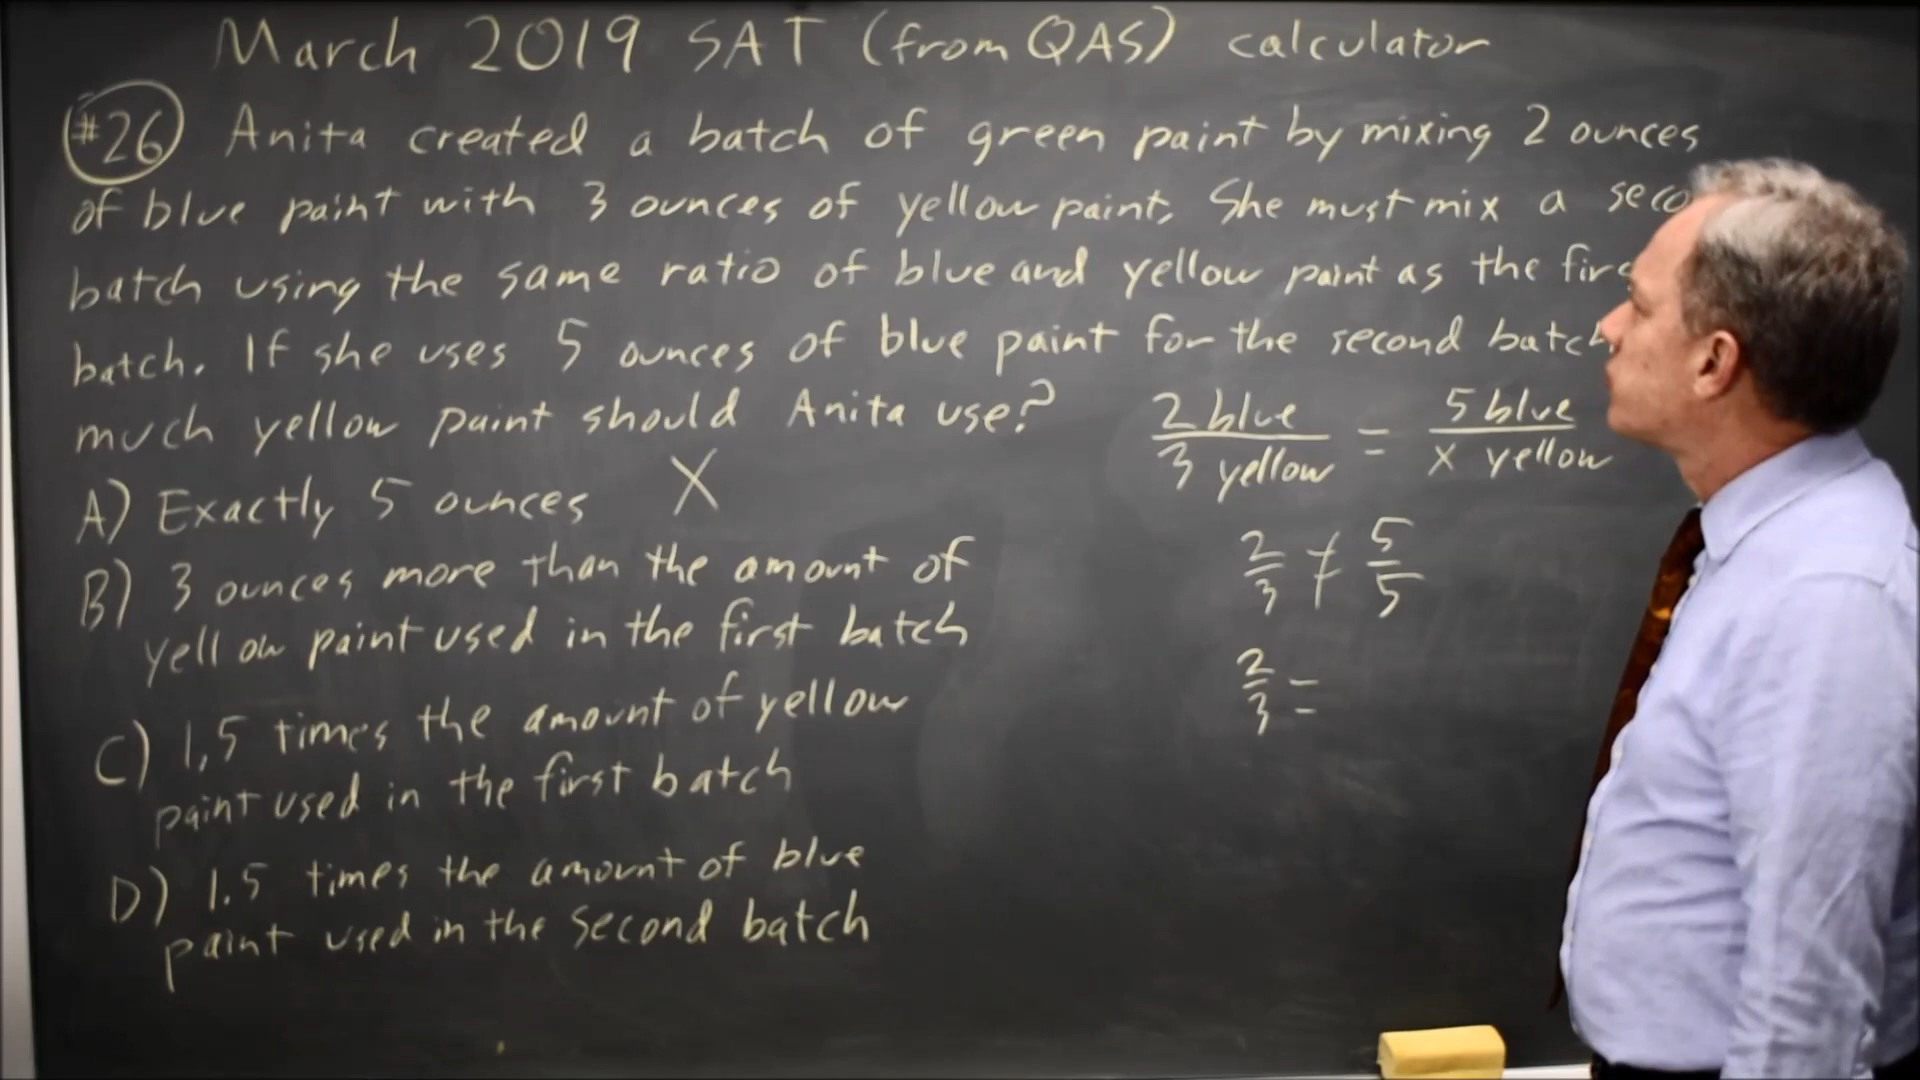 March 2019 SAT (from QAS) calculator
#26 Anita created a batch of green paint by mixing 2 ounces
of blue paint with 3 ounces of yellow paint. She must mix a seco
batch using the same ratio of blue and yellow paint as the firs
batch. If she uses 5 ounces of blue paint for the second batch
much yellow paint should Anita use?
2 blue / 3 yellow = 5 blue / x yellow
A) Exactly 5 ounces X
2/3 ≠ 5/5
B) 3 ounces more than the amount of
yellow paint used in the first batch
2/3 =
C) 1,5 times the amount of yellow
paint used in the first batch
D) 1.5 times the amount of blue
paint used in the second batch